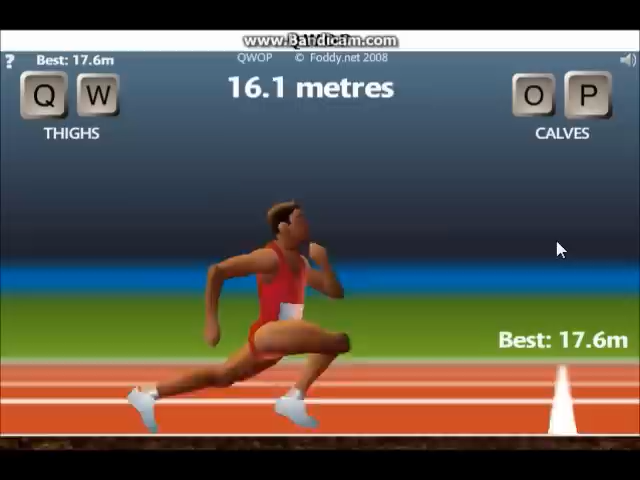 www.Bandicam.com
? Best: 17.6m
QWOP © Foddy.net 2008
16.1 metres
Q W
O P
THIGHS
CALVES
Best: 17.6m